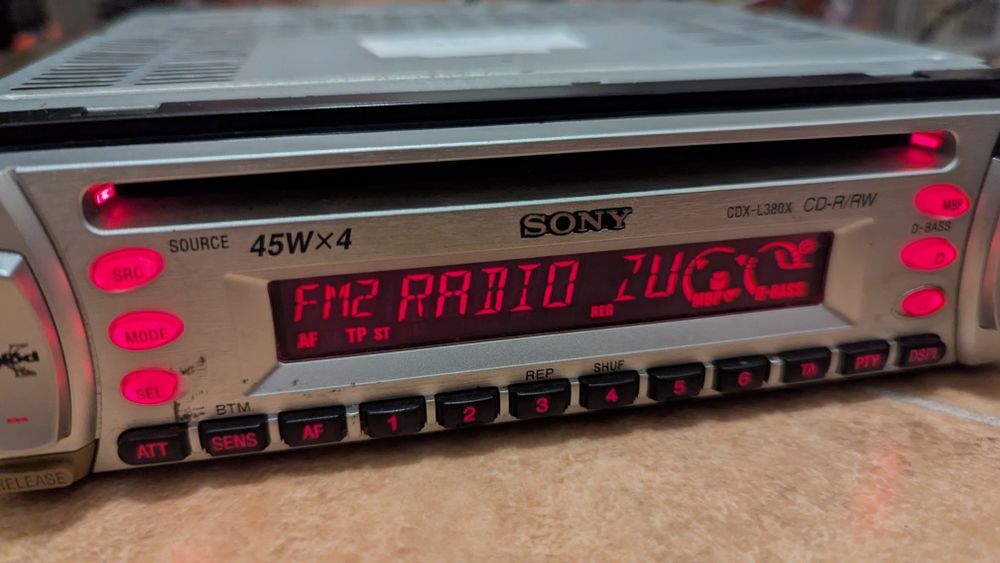 SONY
CDX-L380X CD-R/RW
SOURCE 45W×4
MBP
D-BASS
D
SRC
MODE
SEL
FM2 RADIO ZU
AF TP ST REG MBP D-BASS
BTM REP SHUF
ATT SENS AF 1 2 3 4 5 6 TA PTY DSPL
RELEASE